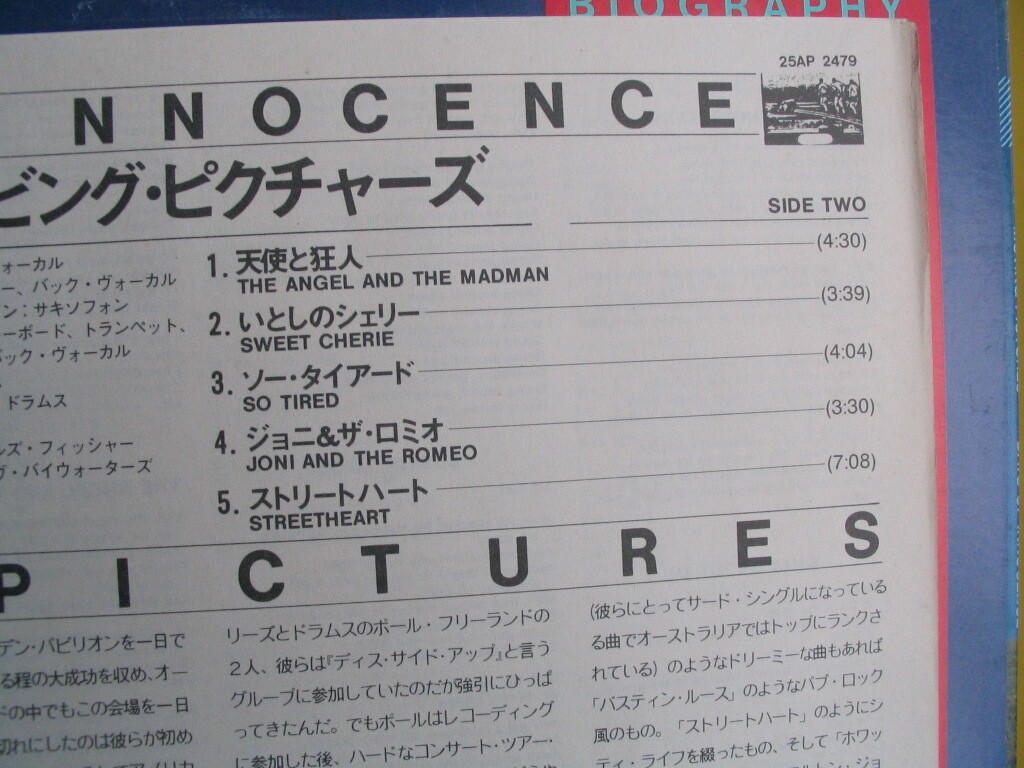 BIOGRAPHY
25AP 2479
NNOCENCE
ビング・ピクチャーズ
SIDE TWO
ォーカル
ー、バック・ヴォーカル
ン：サキソフォン
ーボード、トランペット、
バック・ヴォーカル
ドラムス
ルズ・フィッシャー
ヴ・バイウォーターズ
1. 天使と狂人 (4:30)
THE ANGEL AND THE MADMAN
2. いとしのシェリー (3:39)
SWEET CHERIE
3. ソー・タイアード (4:04)
SO TIRED
4. ジョニ&ザ・ロミオ (3:30)
JONI AND THE ROMEO
5. ストリートハート (7:08)
STREETHEART
PICTURES
デン・パビリオンを一日で
る程の大成功を収め、オー
ドの中でもこの会場を一日
切れにしたのは彼らが初め
リーズとドラムスのポール・フリーランドの
2人、彼らは『ディス・サイド・アップ』と言う
グループに参加していたのだが強引にひっぱ
ってきたんだ。でもポールはレコーディング
に参加した後、ハードなコンサート・ツアー・
(彼らにとってサード・シングルになっている
る曲でオーストラリアではトップにランクさ
れている）のようなドリーミーな曲もあれば
「バスティン・ルース」のようなパブ・ロック
風のもの。「ストリートハート」のようにシ
ティ・ライフを綴ったもの、そして「ホワッ